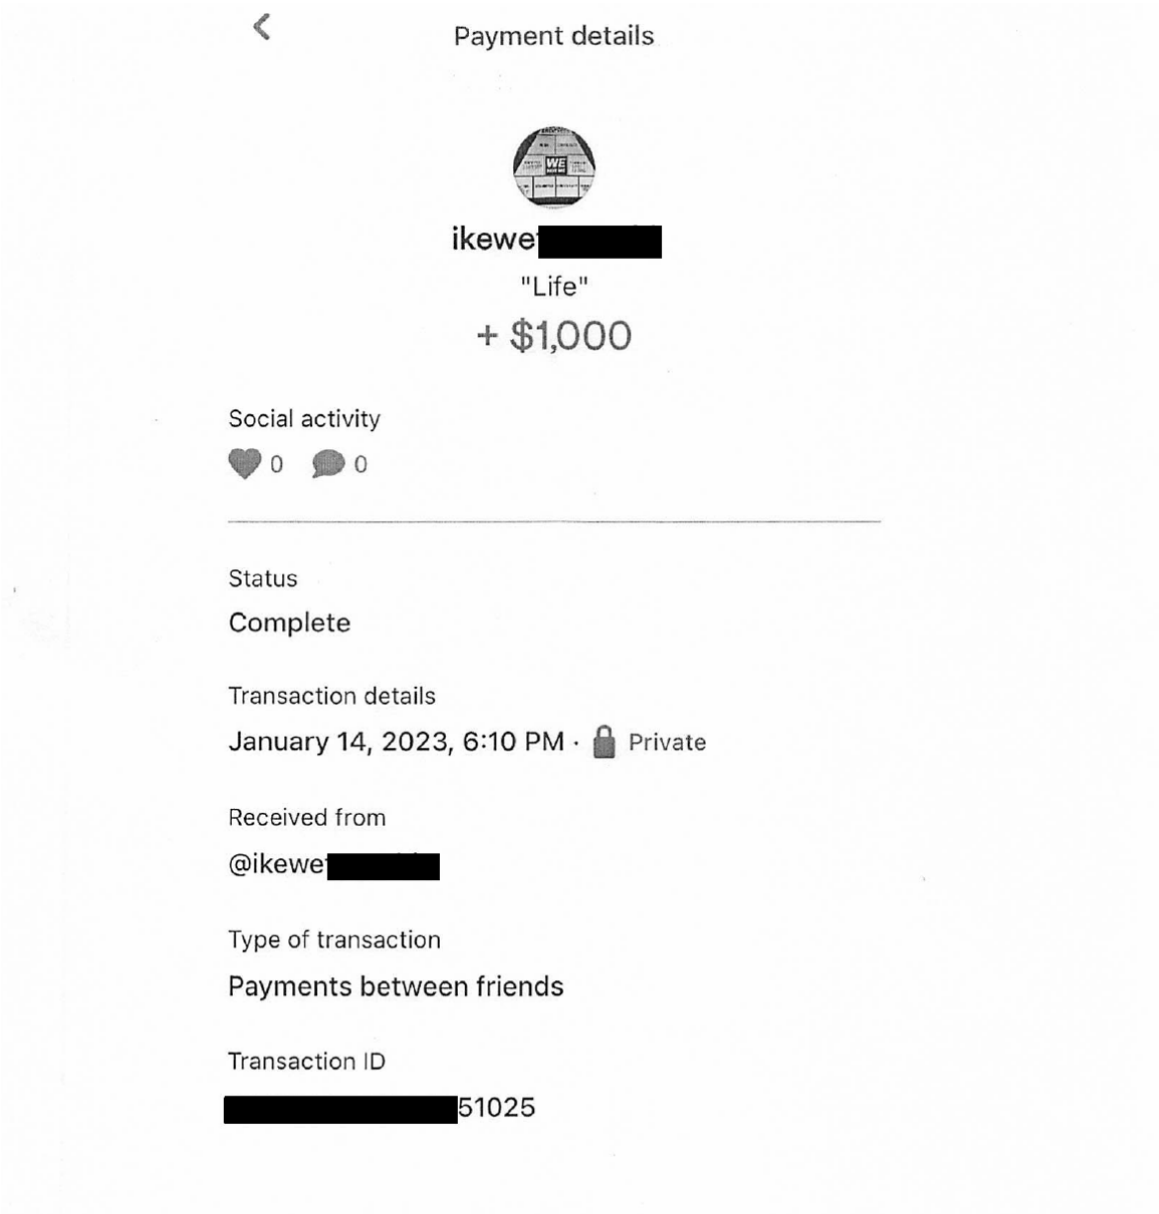 Payment details
WE
ikewe
"Life"
+ $1,000
Social activity
0 0
Status
Complete
Transaction details
January 14, 2023, 6:10 PM · Private
Received from
@ikewe
Type of transaction
Payments between friends
Transaction ID
51025